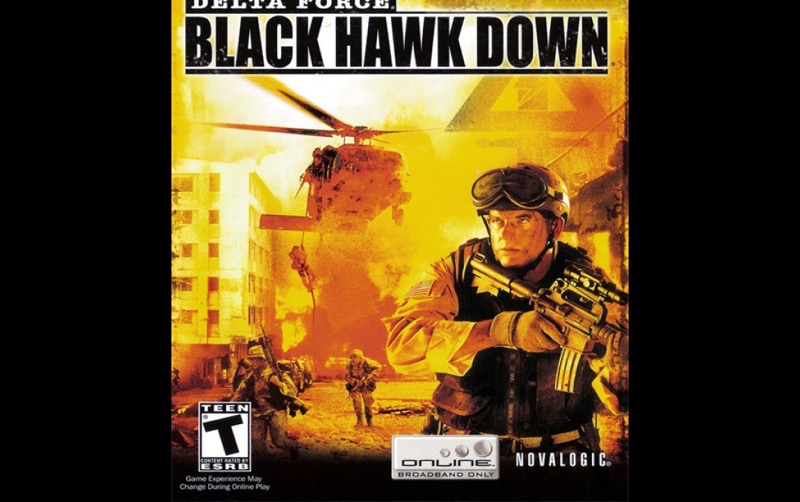 DELTA FORCE®
BLACK HAWK DOWN®
TEEN
T
CONTENT RATED BY
ESRB
Game Experience May
Change During Online Play
ONLINE
BROADBAND ONLY
NOVALOGIC®